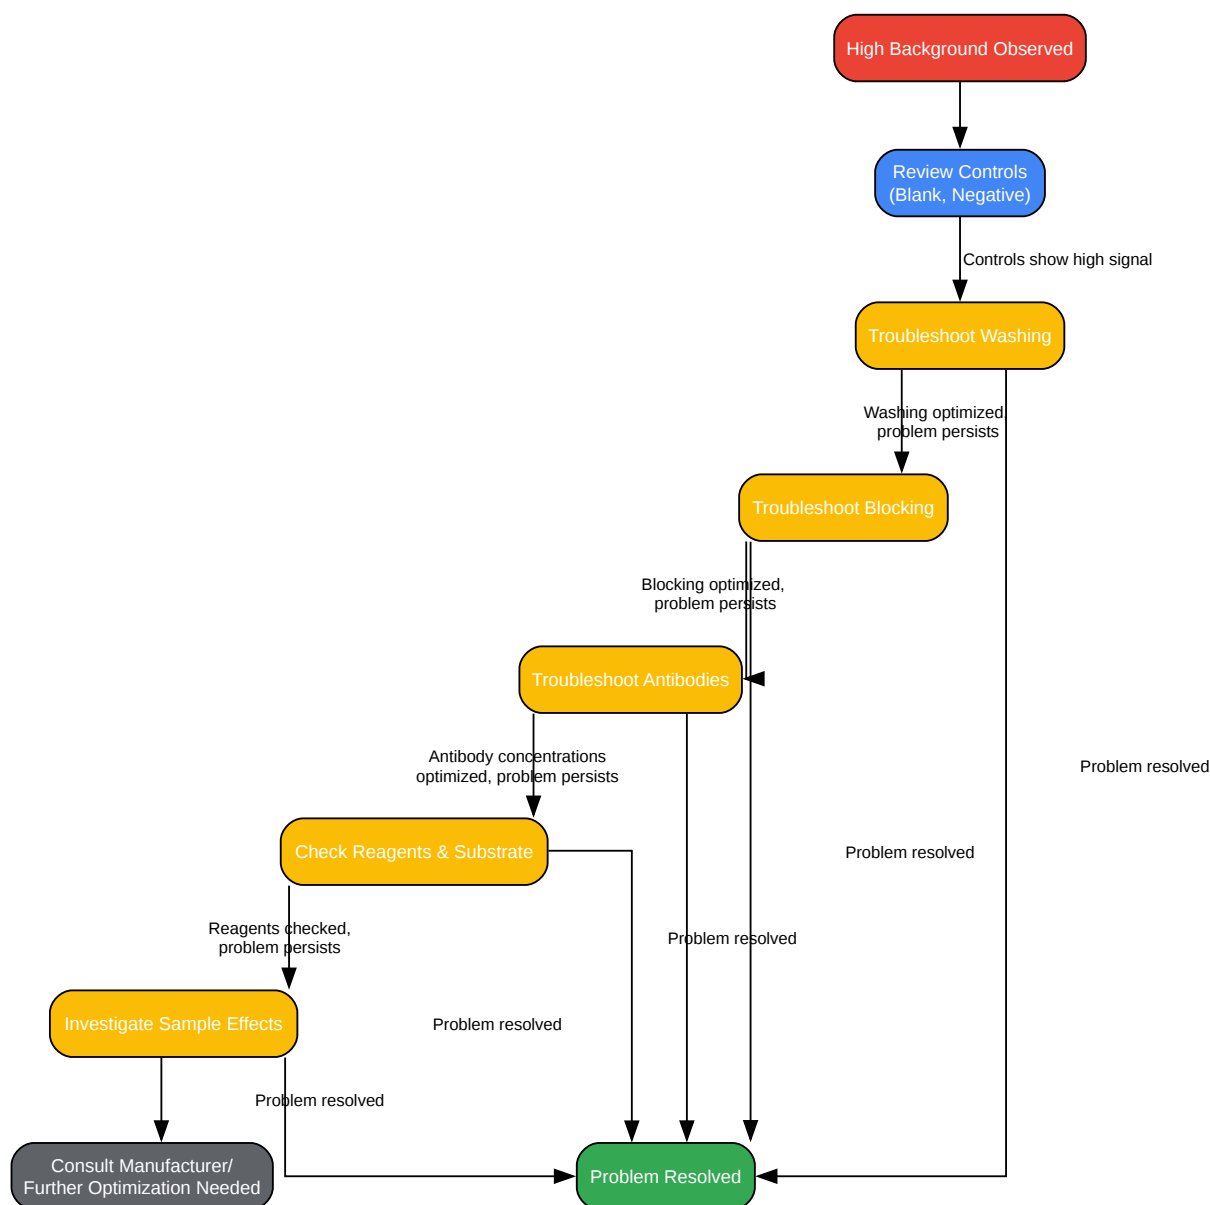 High Background Observed
Review Controls
(Blank, Negative)
Controls show high signal
Troubleshoot Washing
Washing optimized,
problem persists
Troubleshoot Blocking
Blocking optimized,
problem persists
Troubleshoot Antibodies
Antibody concentrations
optimized, problem persists
Problem resolved
Check Reagents & Substrate
Problem resolved
Reagents checked,
problem persists
Problem resolved
Investigate Sample Effects
Problem resolved
Problem resolved
Consult Manufacturer/
Further Optimization Needed
Problem Resolved